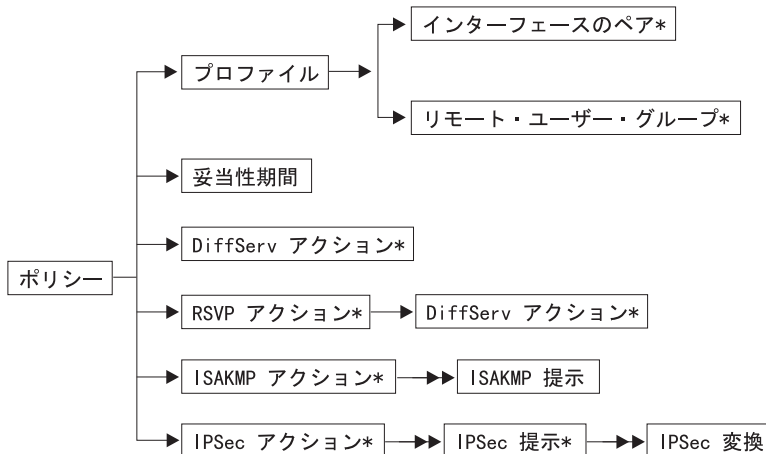 インターフェースのペア*
プロファイル
リモート・ユーザー・グループ*
妥当性期間
DiffServ アクション*
ポリシー
RSVP アクション*
DiffServ アクション*
ISAKMP アクション*
ISAKMP 提示
IPSec アクション*
IPSec 提示*
IPSec 変換